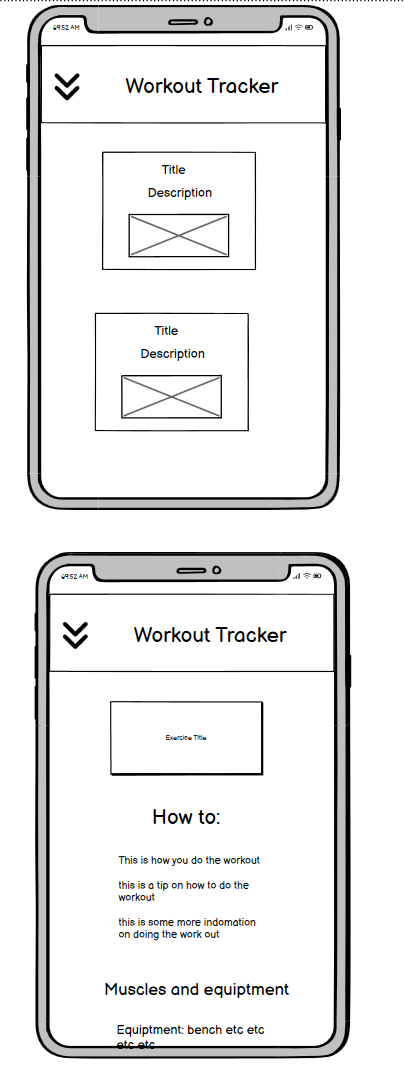 09:52 AM
Workout Tracker
Title
Description
Title
Description
09:52 AM
Workout Tracker
Exercise Title
How to:
This is how you do the workout
this is a tip on how to do the
workout
this is some more indomation
on doing the work out
Muscles and equiptment
Equiptment: bench etc etc
etc etc